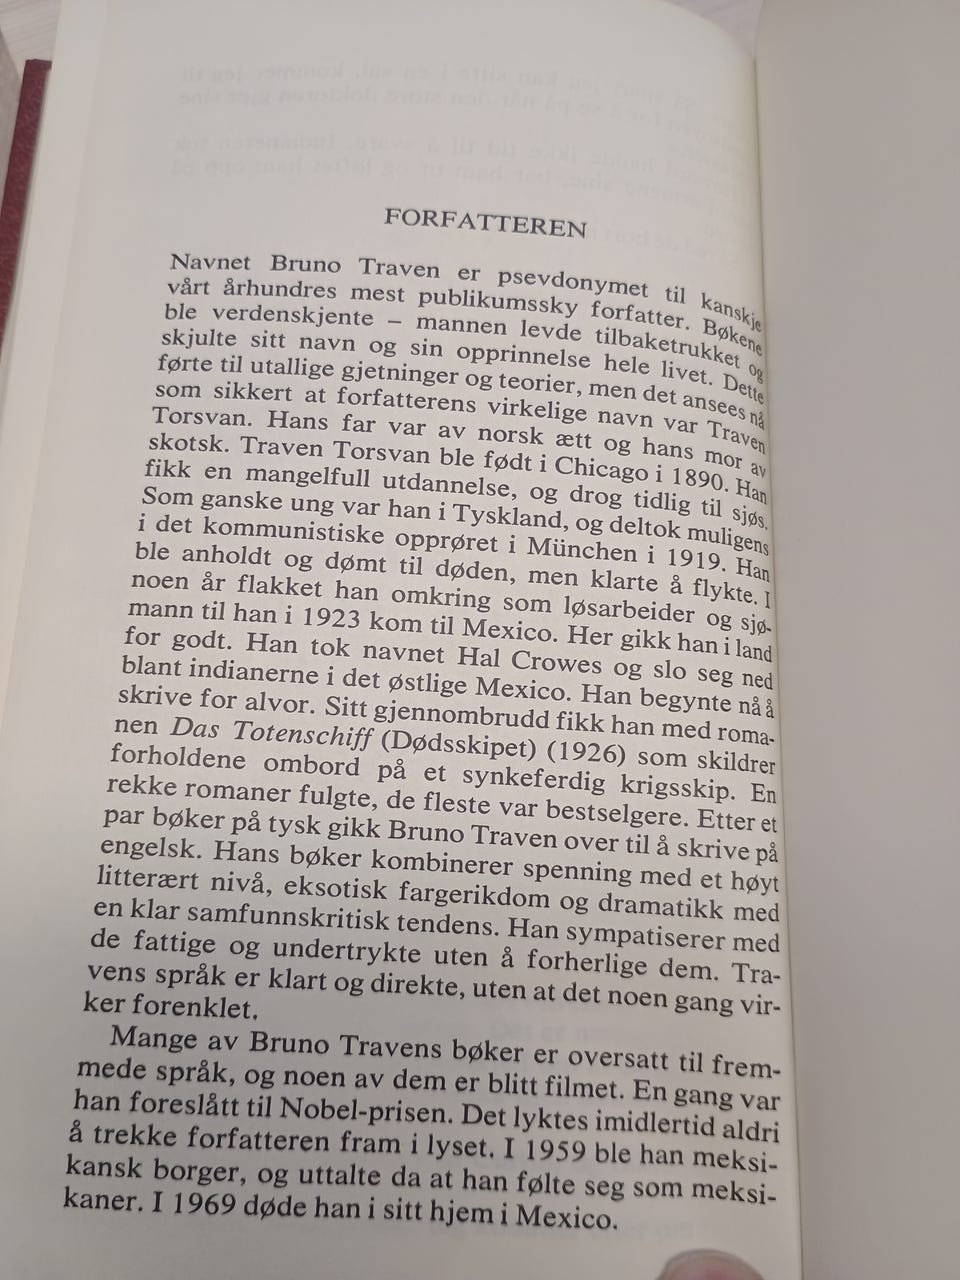 FORFATTEREN
Navnet Bruno Traven er psevdonymet til kanskje
vårt århundres mest publikumssky forfatter. Bøkene
ble verdenskjente – mannen levde tilbaketrukket og
skjulte sitt navn og sin opprinnelse hele livet. Dette
førte til utallige gjetninger og teorier, men det ansees nå
som sikkert at forfatterens virkelige navn var Traven
Torsvan. Hans far var av norsk ætt og hans mor av
skotsk. Traven Torsvan ble født i Chicago i 1890. Han
fikk en mangelfull utdannelse, og drog tidlig til sjøs.
Som ganske ung var han i Tyskland, og deltok muligens
i det kommunistiske opprøret i München i 1919. Han
ble anholdt og dømt til døden, men klarte å flykte. I
noen år flakket han omkring som løsarbeider og sjø-
mann til han i 1923 kom til Mexico. Her gikk han i land
for godt. Han tok navnet Hal Crowes og slo seg ned
blant indianerne i det østlige Mexico. Han begynte nå å
skrive for alvor. Sitt gjennombrudd fikk han med roma-
nen Das Totenschiff (Dødsskipet) (1926) som skildrer
forholdene ombord på et synkeferdig krigsskip. En
rekke romaner fulgte, de fleste var bestselgere. Etter et
par bøker på tysk gikk Bruno Traven over til å skrive på
engelsk. Hans bøker kombinerer spenning med et høyt
litterært nivå, eksotisk fargerikdom og dramatikk med
en klar samfunnskritisk tendens. Han sympatiserer med
de fattige og undertrykte uten å forherlige dem. Tra-
vens språk er klart og direkte, uten at det noen gang vir-
ker forenklet.
Mange av Bruno Travens bøker er oversatt til frem-
mede språk, og noen av dem er blitt filmet. En gang var
han foreslått til Nobel-prisen. Det lyktes imidlertid aldri
å trekke forfatteren fram i lyset. I 1959 ble han meksi-
kansk borger, og uttalte da at han følte seg som meksi-
kaner. I 1969 døde han i sitt hjem i Mexico.